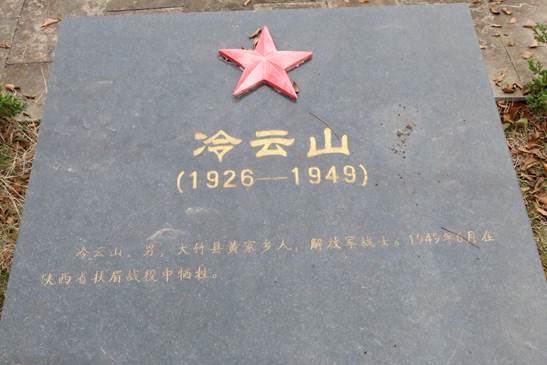 冷云山
(1926—1949)
冷云山，男，大竹县黄家乡人，解放军战士。1949年6月在
陕西省扶眉战役中牺牲。